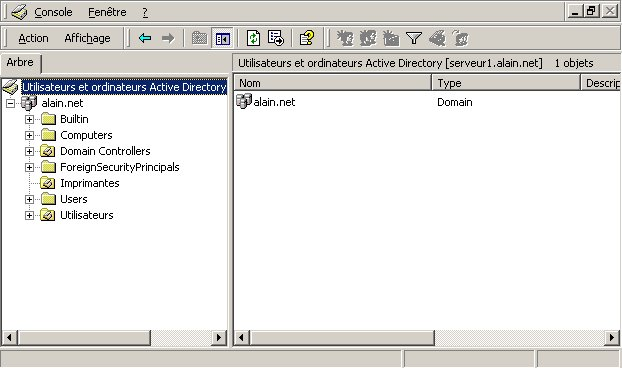 Console Fenêtre ?
Action Affichage
Arbre
Utilisateurs et ordinateurs Active Directory [serveur1.alain.net] 1 objets
Utilisateurs et ordinateurs Active Directory
alain.net
Builtin
Computers
Domain Controllers
ForeignSecurityPrincipals
Imprimantes
Users
Utilisateurs
Nom Type Descrip
alain.net Domain